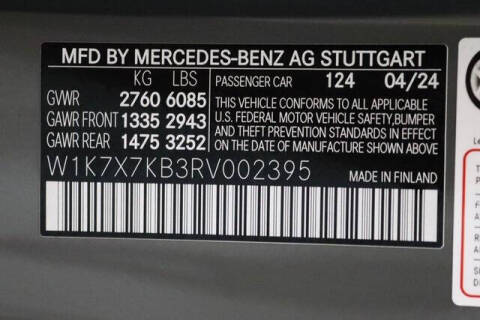 MFD BY MERCEDES-BENZ AG STUTTGART
KG LBS PASSENGER CAR 124 04/24
GVWR 2760 6085
GAWR FRONT 1335 2943
GAWR REAR 1475 3252
THIS VEHICLE CONFORMS TO ALL APPLICABLE
U.S. FEDERAL MOTOR VEHICLE SAFETY,BUMPER
AND THEFT PREVENTION STANDARDS IN EFFECT
ON THE DATE OF MANUFACTURE SHOWN ABOVE.
W1K7X7KB3RV002395
MADE IN FINLAND